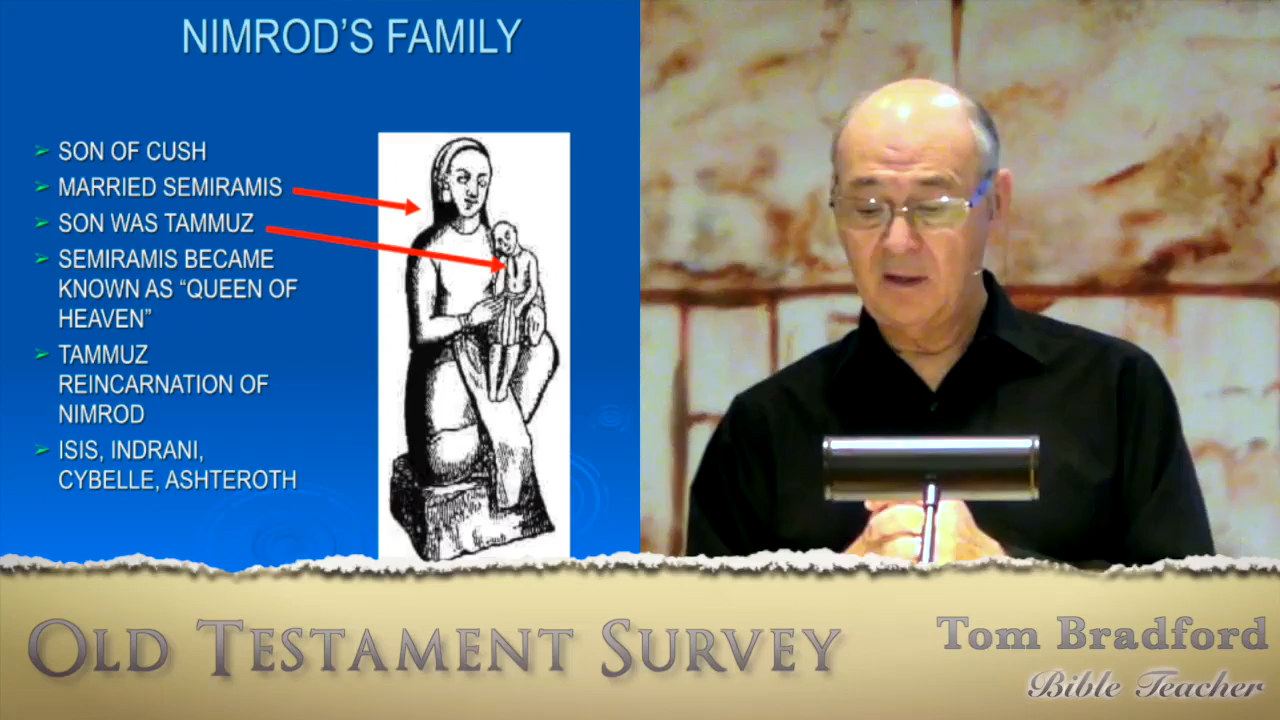 NIMROD'S FAMILY
SON OF CUSH
MARRIED SEMIRAMIS
SON WAS TAMMUZ
SEMIRAMIS BECAME
KNOWN AS “QUEEN OF
HEAVEN”
TAMMUZ
REINCARNATION OF
NIMROD
ISIS, INDRANI,
CYBELLE, ASHTEROTH
OLD TESTAMENT SURVEY
Tom Bradford
Bible Teacher